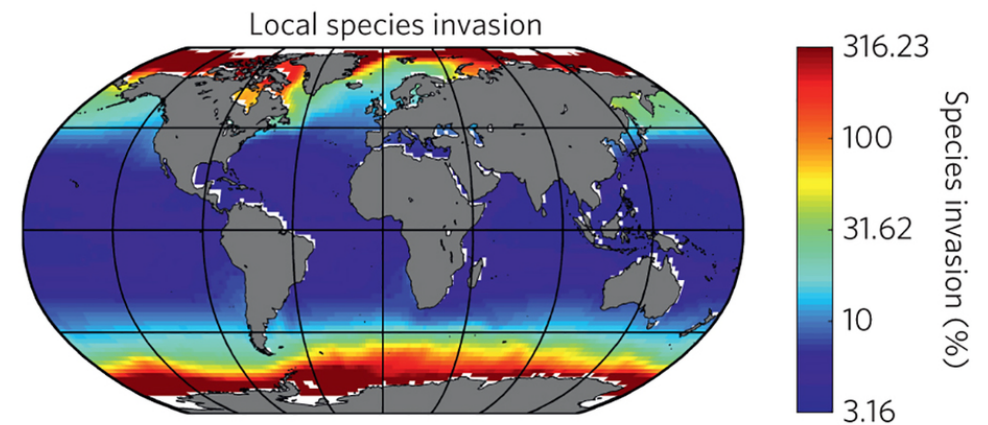 Local species invasion
316.23
100
31.62
10
3.16
Species invasion (%)